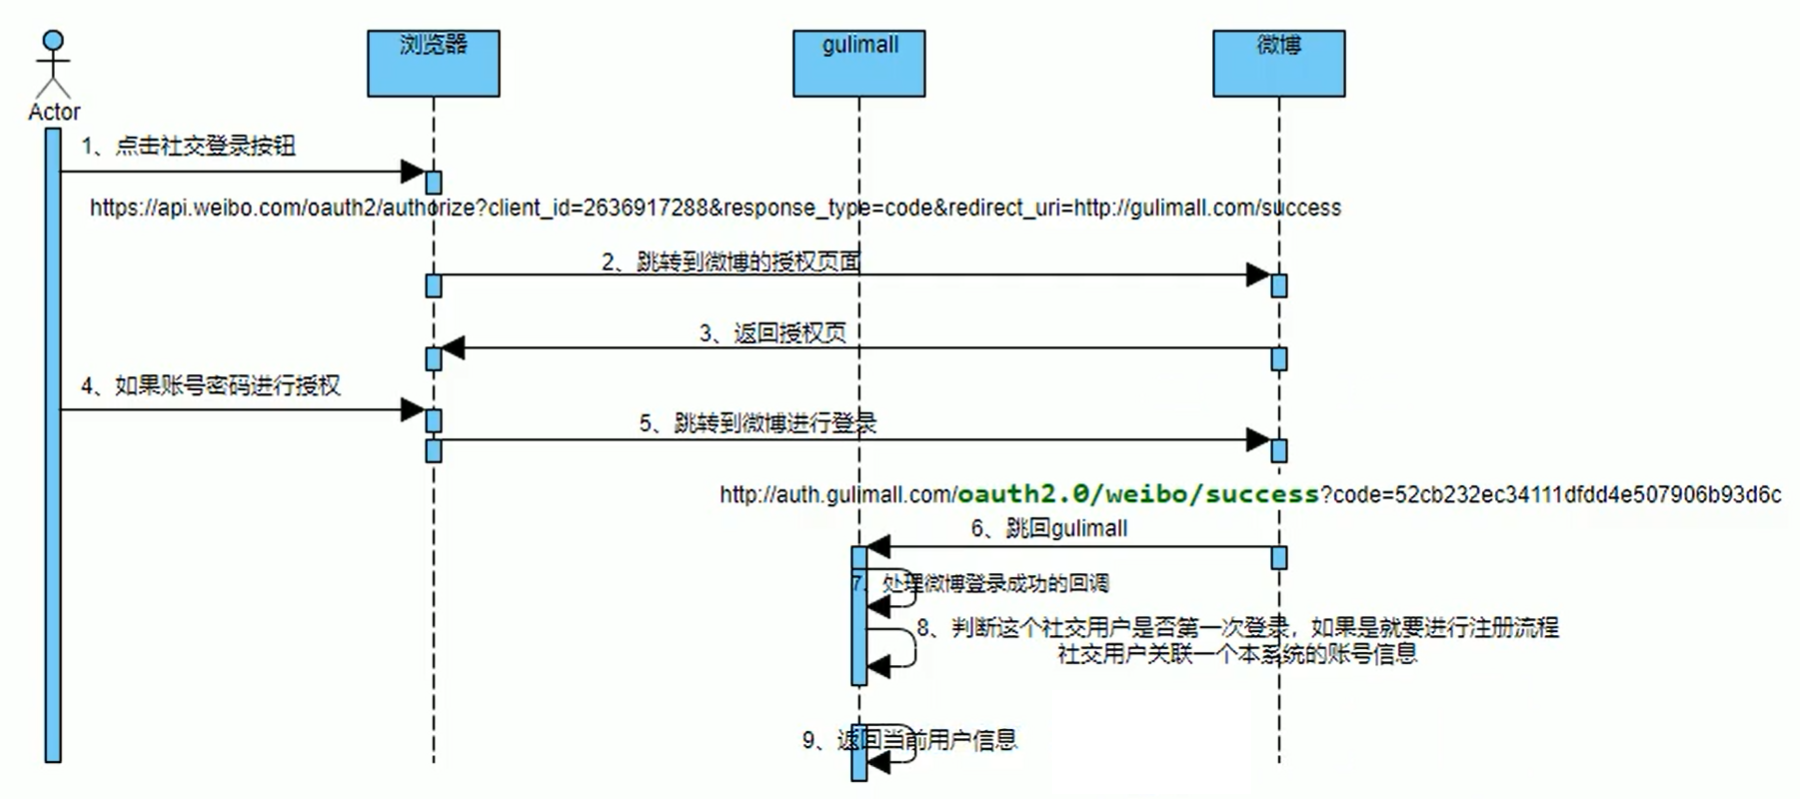 浏览器
gulimall
微博
Actor
1、点击社交登录按钮
https://api.weibo.com/oauth2/authorize?client_id=2636917288&response_type=code&redirect_uri=http://gulimall.com/success
2、跳转到微博的授权页面
3、返回授权页
4、如果账号密码进行授权
5、跳转到微博进行登录
http://auth.gulimall.com/oauth2.0/weibo/success?code=52cb232ec34111dfdd4e507906b93d6c
6、跳回gulimall
7、处理微博登录成功的回调
8、判断这个社交用户是否第一次登录，如果是就要进行注册流程
社交用户关联一个本系统的账号信息
9、返回当前用户信息